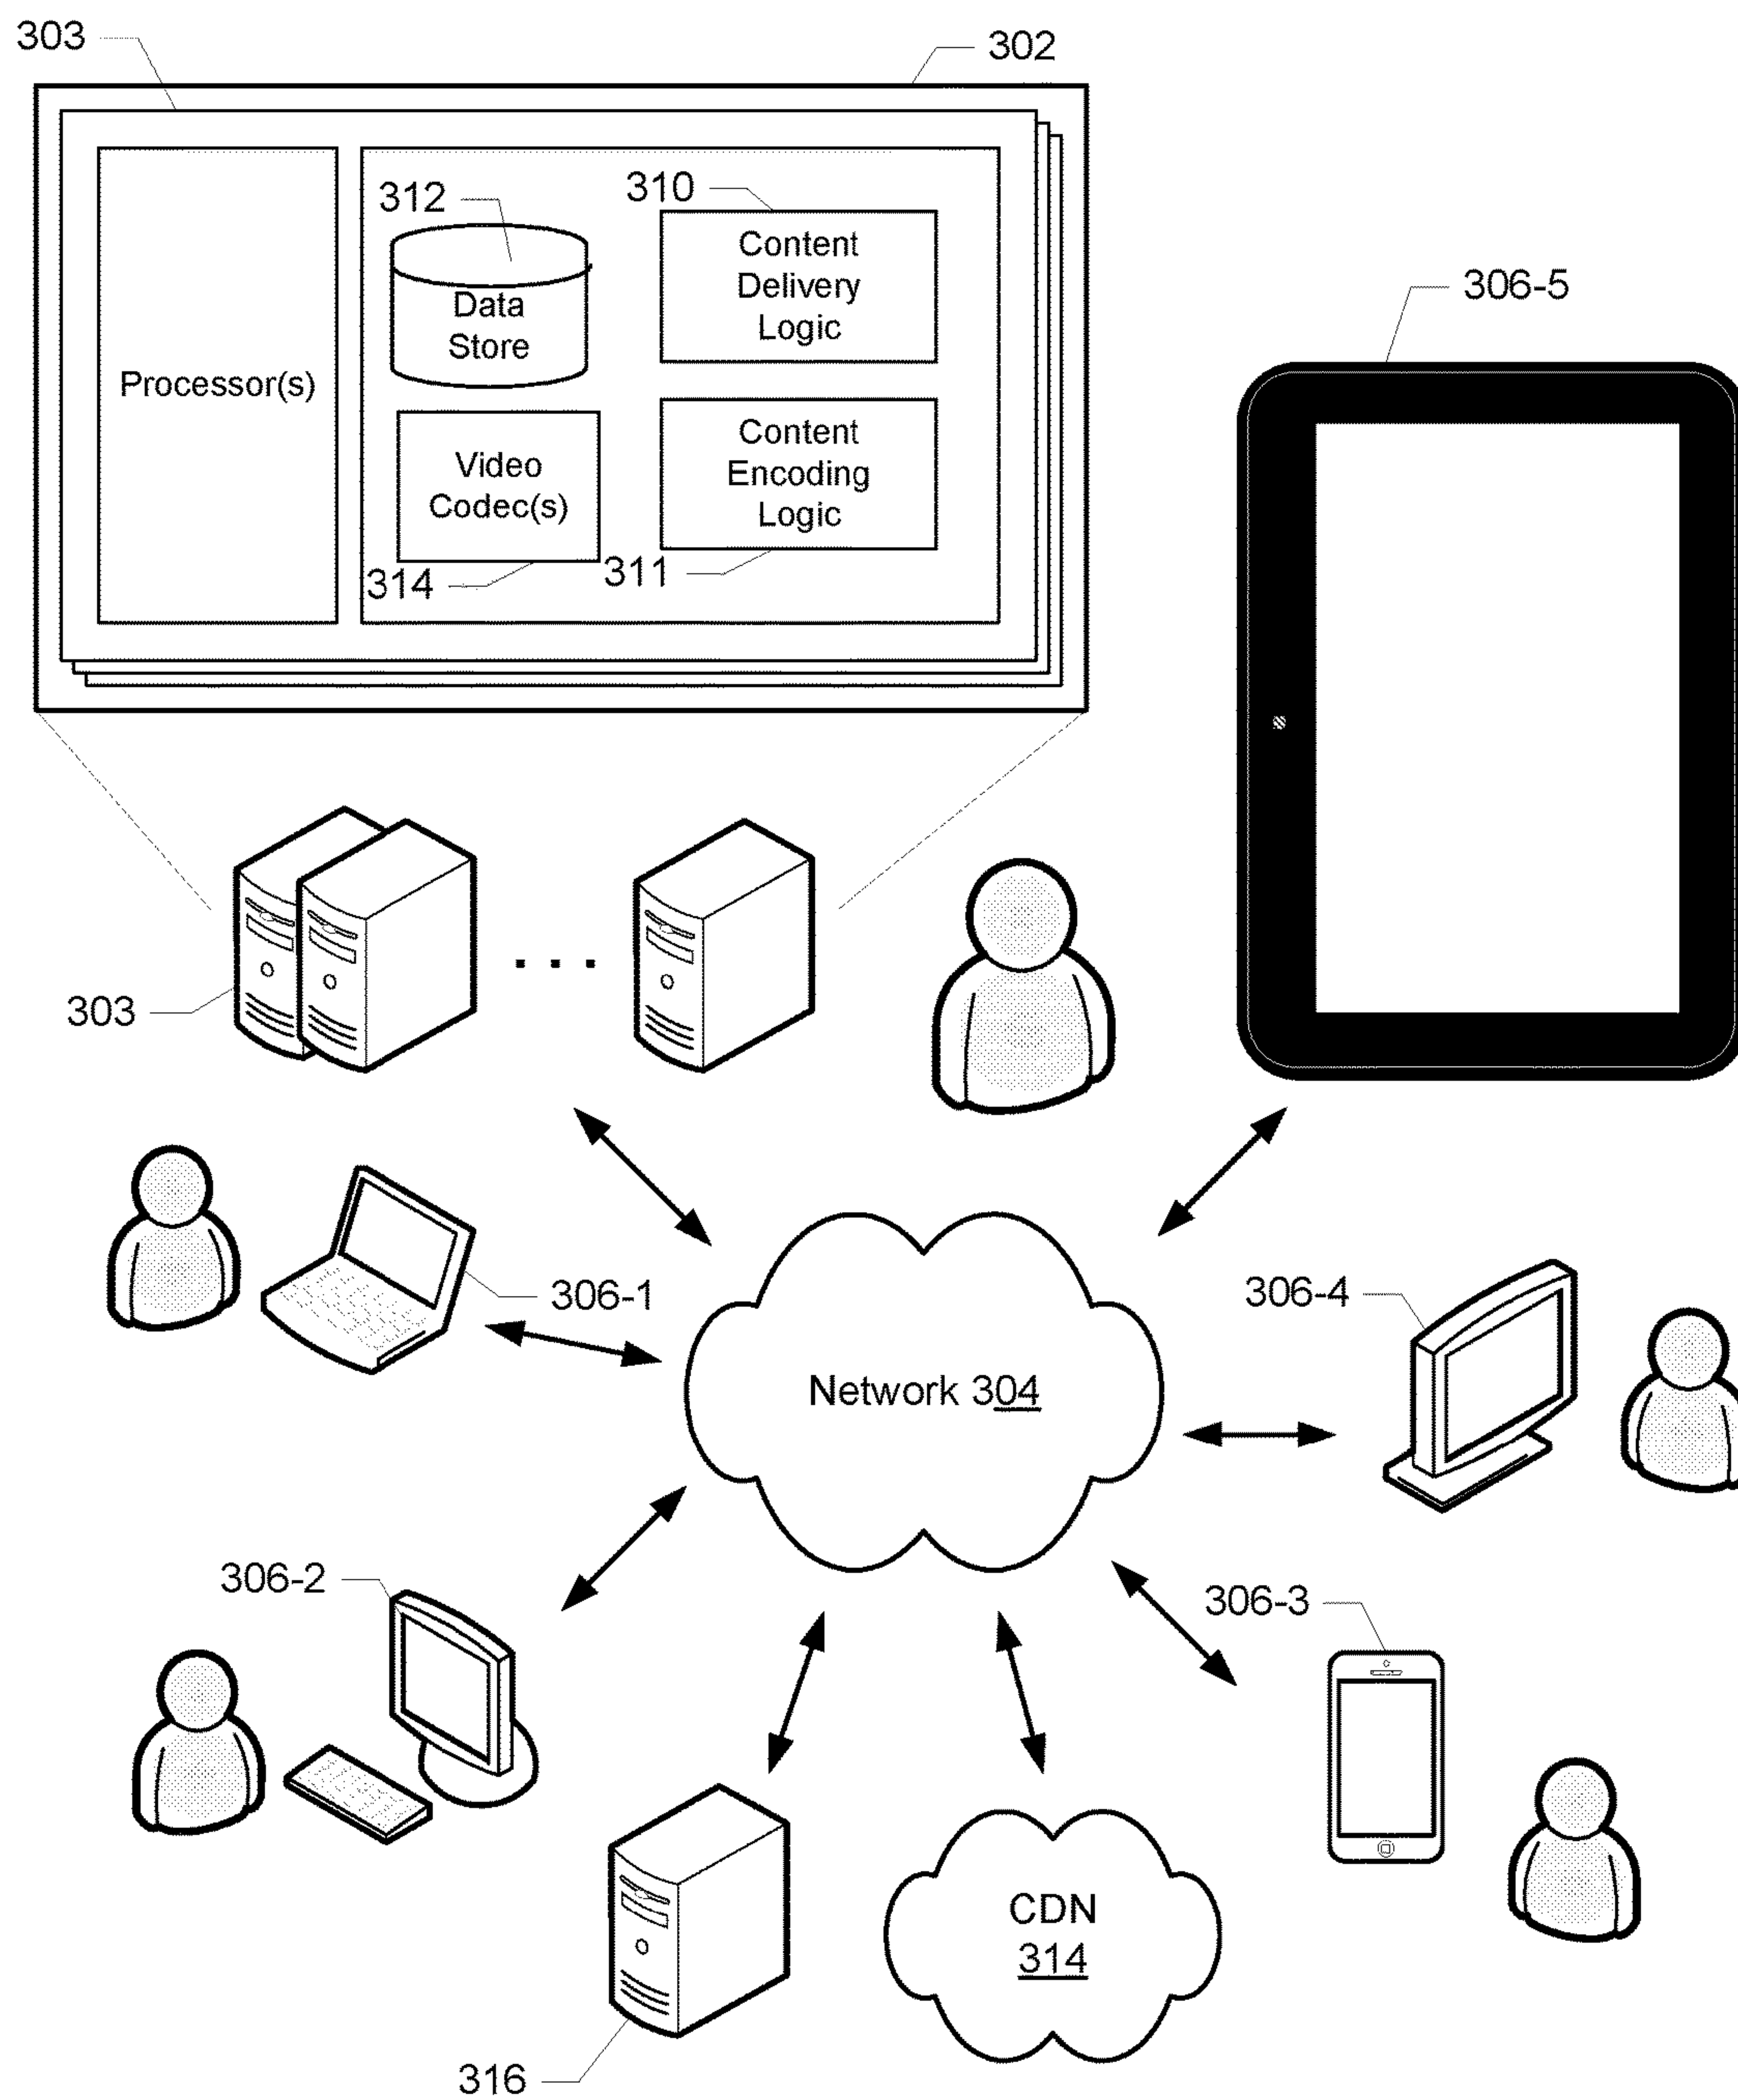 303
302
312
310
Content
Delivery
Logic
Data
Store
Processor(s)
Content
Encoding
Logic
Video
Codec(s)
314
311
306-5
303
306-1
306-4
Network 304
306-2
306-3
CDN
314
316